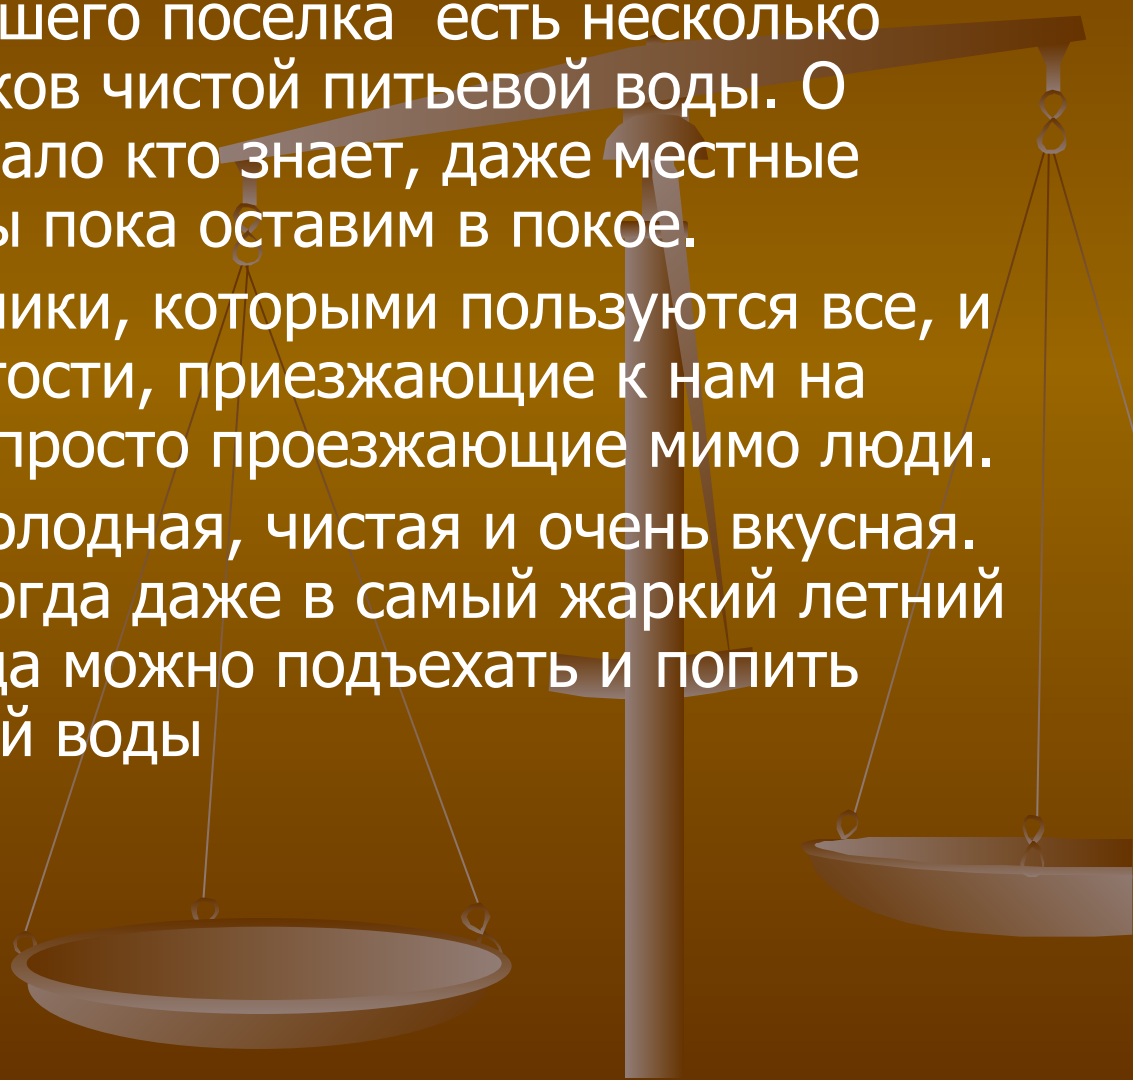 шего поселка есть несколько
ков чистой питьевой воды. О
ало кто знает, даже местные
ы пока оставим в покое.
ники, которыми пользуются все, и
гости, приезжающие к нам на
просто проезжающие мимо люди.
олодная, чистая и очень вкусная.
огда даже в самый жаркий летний
да можно подъехать и попить
й воды